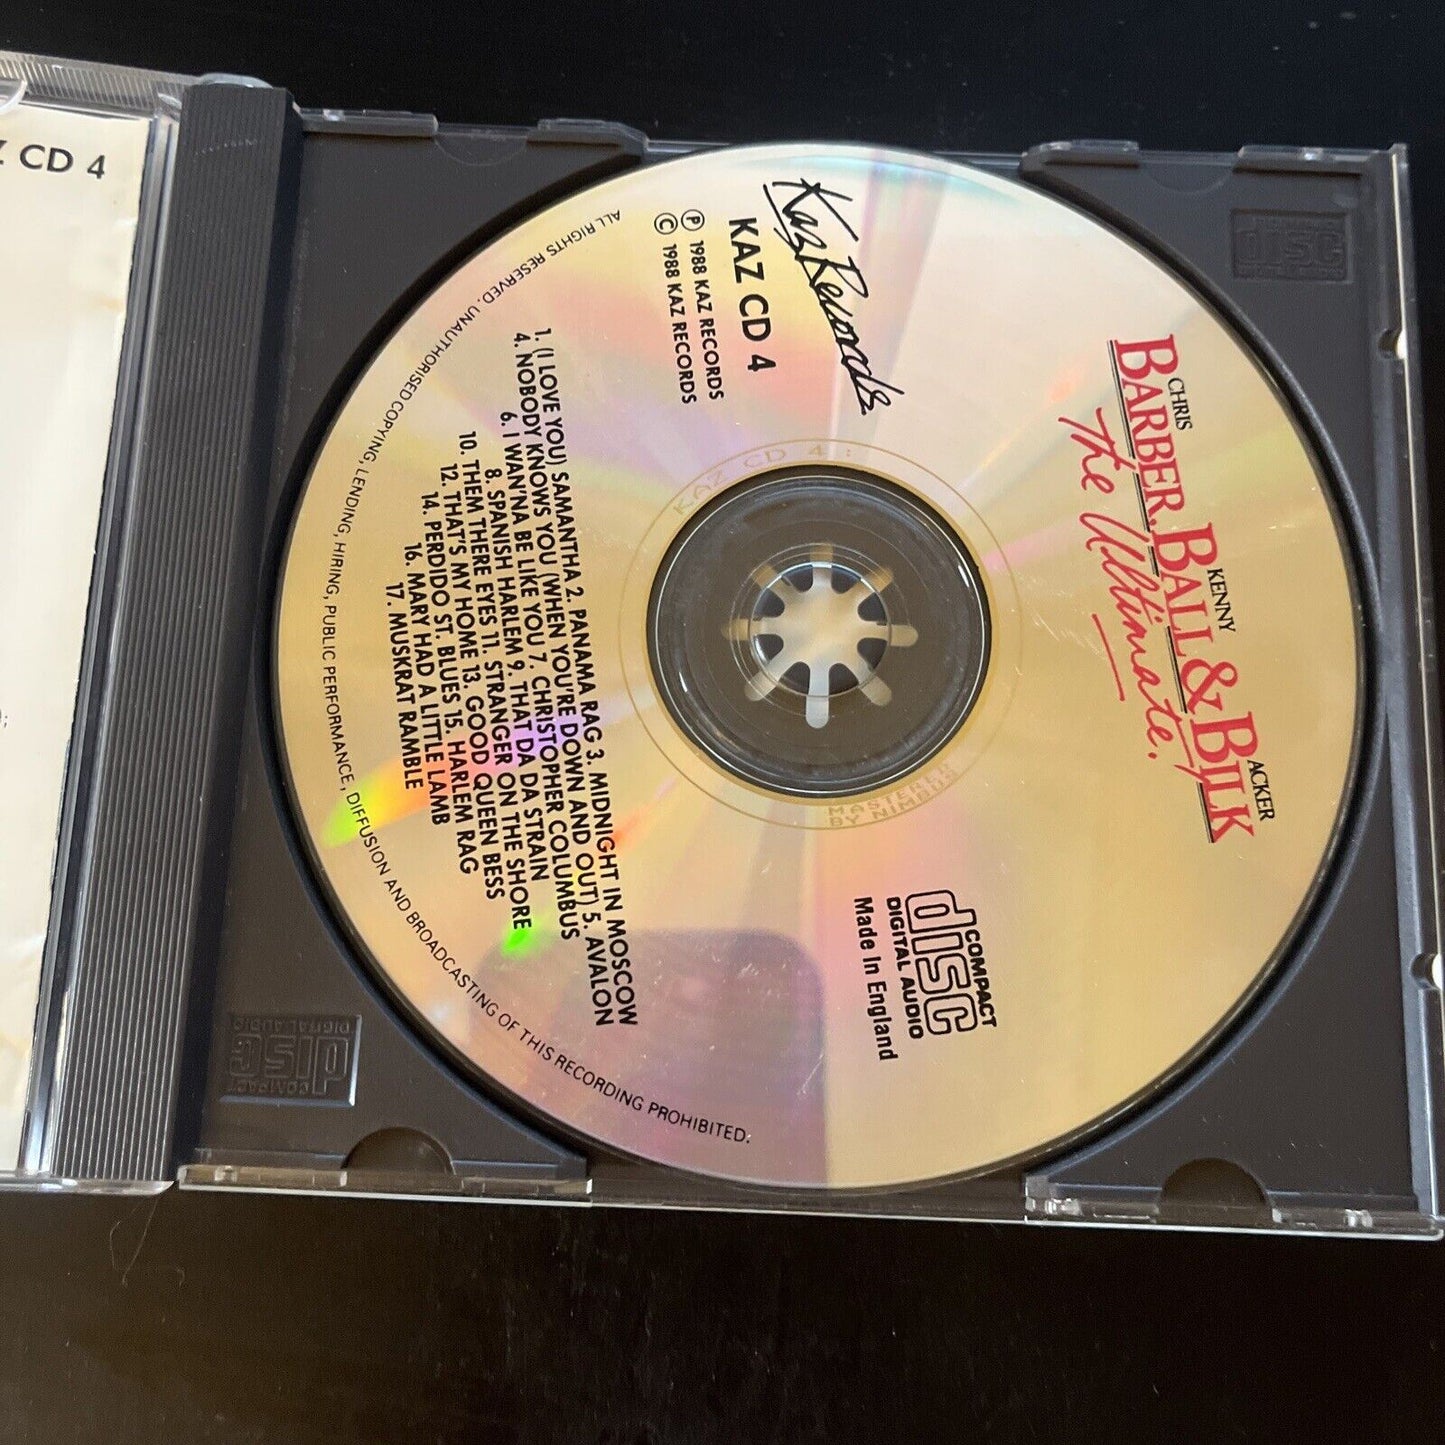 CD 4
CHRIS KENNY ACKER
BARBER, BALL & BILK
The Ultimate.
Kaz Records
KAZ CD 4
Ⓟ 1988 KAZ RECORDS
© 1988 KAZ RECORDS
COMPACT
disc
DIGITAL AUDIO
Made In England
KAZ CD 4 :
MASTERED
BY NIMBUS
1. (I LOVE YOU) SAMANTHA 2. PANAMA RAG 3. MIDNIGHT IN MOSCOW
4. NOBODY KNOWS YOU (WHEN YOU'RE DOWN AND OUT) 5. AVALON
6. I WAN'NA BE LIKE YOU 7. CHRISTOPHER COLUMBUS
8. SPANISH HARLEM 9. THAT DA DA STRAIN
10. THEM THERE EYES 11. STRANGER ON THE SHORE
12. THAT'S MY HOME 13. GOOD QUEEN BESS
14. PERDIDO ST. BLUES 15. HARLEM RAG
16. MARY HAD A LITTLE LAMB
17. MUSKRAT RAMBLE
ALL RIGHTS RESERVED. UNAUTHORISED COPYING, LENDING, HIRING, PUBLIC PERFORMANCE, DIFFUSION AND BROADCASTING OF THIS RECORDING PROHIBITED.
disc
COMPACT
disc
DIGITAL AUDIO